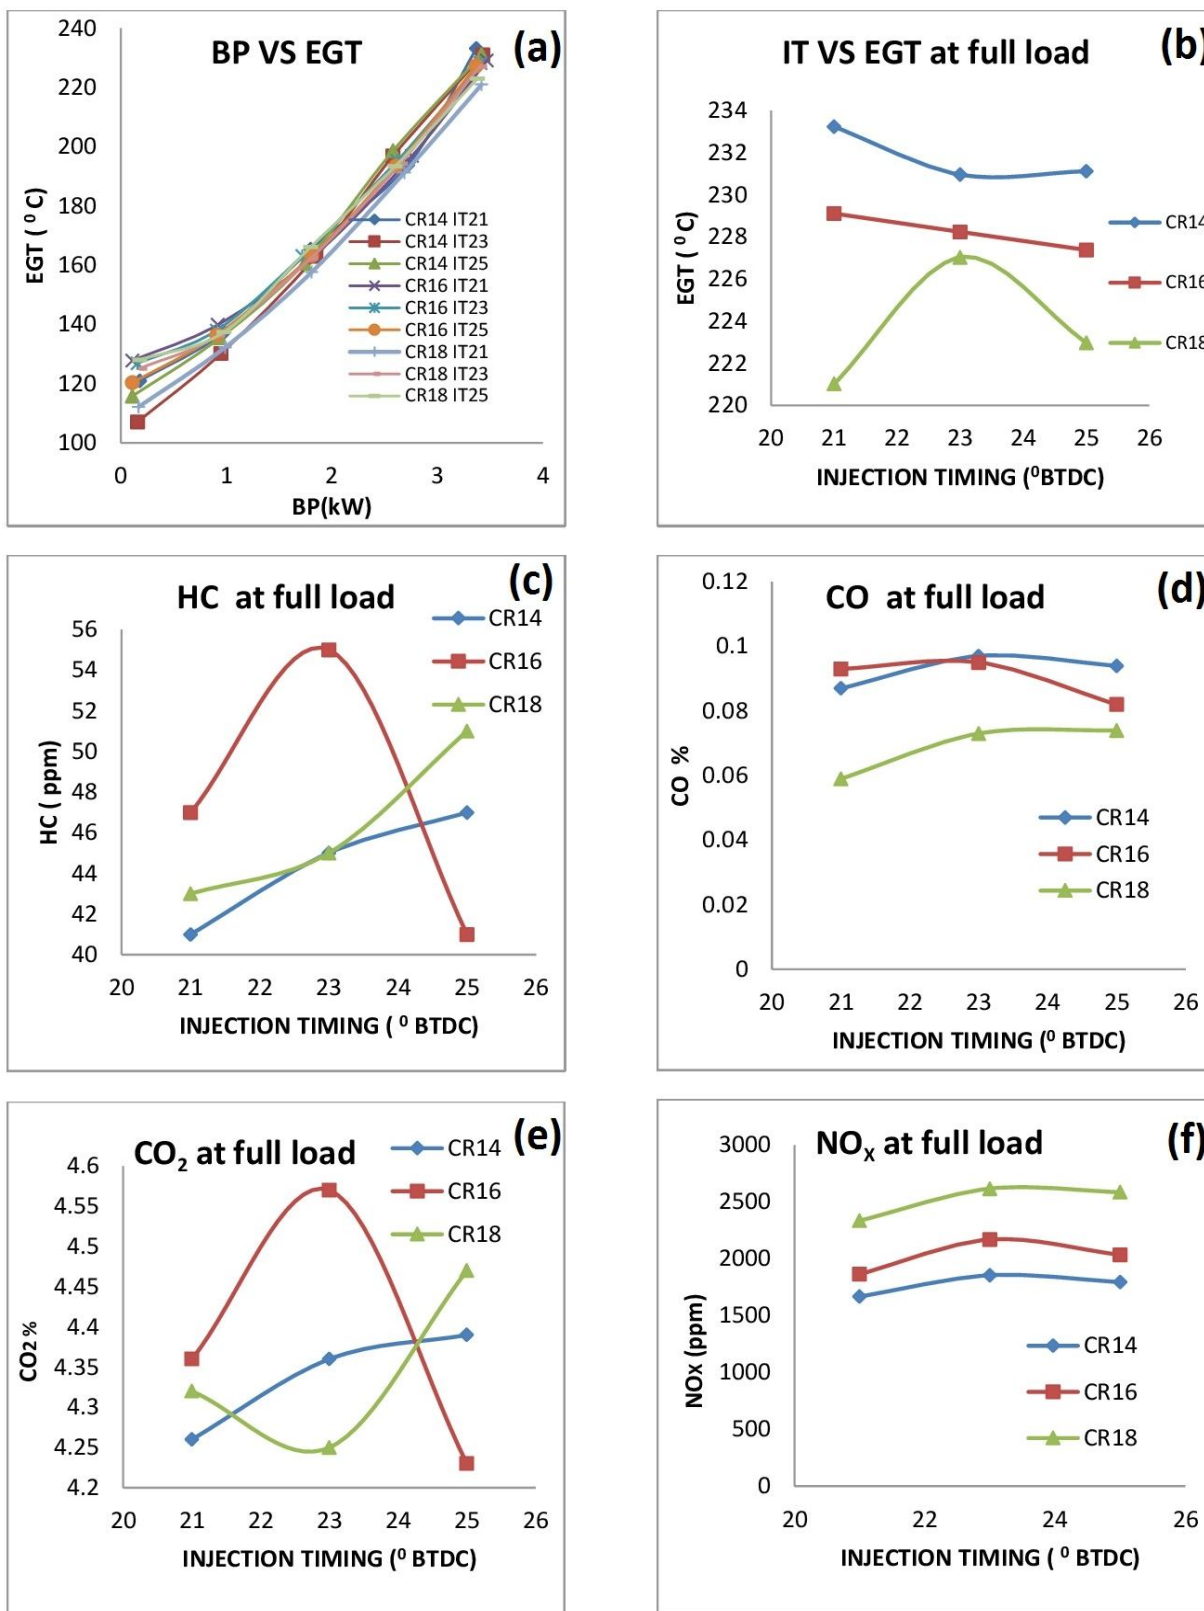 BP VS EGT
(a)
240
220
200
180
160
140
120
100
EGT ( ⁰ C)
CR14 IT21
CR14 IT23
CR14 IT25
CR16 IT21
CR16 IT23
CR16 IT25
CR18 IT21
CR18 IT23
CR18 IT25
0 1 2 3 4
BP(kW)
(b)
IT VS EGT at full load
234
232
230
228
226
224
221
220
EGT ( ⁰ C)
CR14
CR16
CR18
20 21 22 23 24 25 26
INJECTION TIMING (⁰BTDC)
(c)
HC at full load
CR14
CR16
CR18
56
54
52
50
48
46
44
42
40
HC ( ppm)
20 21 22 23 24 25 26
INJECTION TIMING ( ⁰ BTDC)
(d)
CO at full load
0.12
0.1
0.08
0.06
0.04
0.02
0
CO %
CR14
CR16
CR18
20 21 22 23 24 25 26
INJECTION TIMING (⁰ BTDC)
(e)
CO₂ at full load
CR14
CR16
CR18
4.6
4.55
4.5
4.45
4.4
4.35
4.3
4.25
4.2
CO2 %
20 21 22 23 24 25 26
INJECTION TIMING (⁰ BTDC)
(f)
NOₓ at full load
3000
2500
2000
1500
1000
500
0
NOx (ppm)
CR14
CR16
CR18
20 22 24 26
INJECTION TIMING ( ⁰ BTDC)